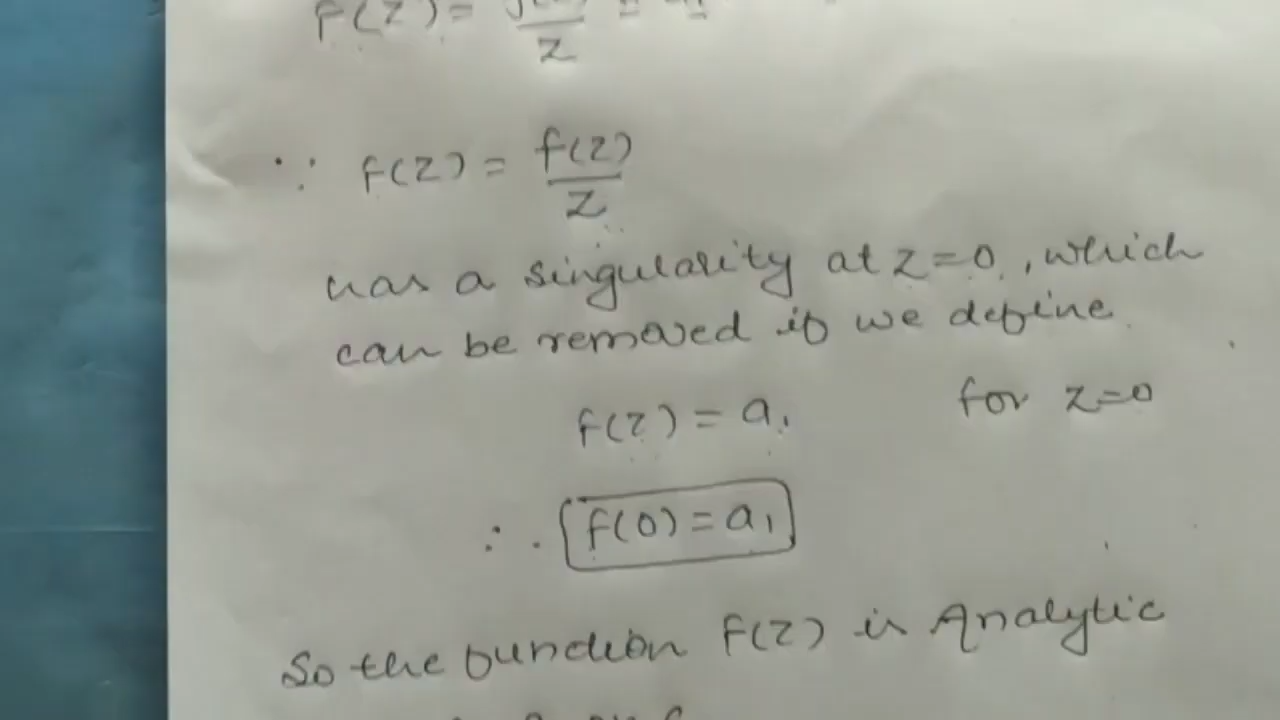 F(Z) =
Z
∵ F(Z) = f(Z)
Z
has a singularity at z=0, which
can be removed if we define
F(Z) = a₁ for z=0
∴ F(0) = a₁
So the function F(Z) is Analytic